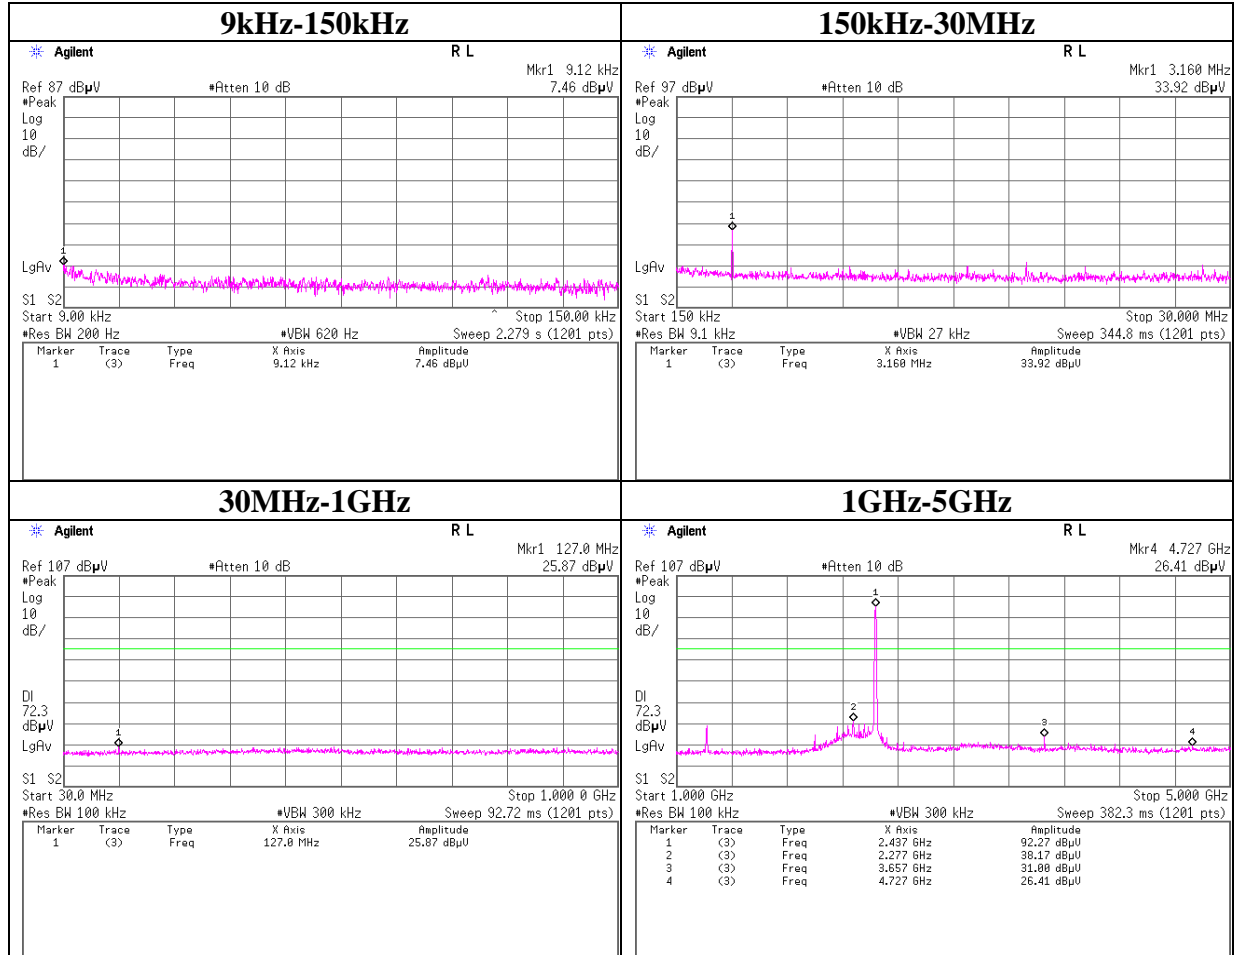 9kHz-150kHz
Agilent R L
Mkr1 9.12 kHz
Ref 87 dBµV #Atten 10 dB 7.46 dBµV
#Peak
Log
10
dB/
1
LgAv
S1 S2
Start 9.00 kHz ^ Stop 150.00 kHz
#Res BW 200 Hz #VBW 620 Hz Sweep 2.279 s (1201 pts)
Marker Trace Type X Axis Amplitude
1 (3) Freq 9.12 kHz 7.46 dBµV
150kHz-30MHz
Agilent R L
Mkr1 3.160 MHz
Ref 97 dBµV #Atten 10 dB 33.92 dBµV
#Peak
Log
10
dB/
1
LgAv
S1 S2
Start 150 kHz Stop 30.000 MHz
#Res BW 9.1 kHz #VBW 27 kHz Sweep 344.8 ms (1201 pts)
Marker Trace Type X Axis Amplitude
1 (3) Freq 3.160 MHz 33.92 dBµV
30MHz-1GHz
Agilent R L
Mkr1 127.0 MHz
Ref 107 dBµV #Atten 10 dB 25.87 dBµV
#Peak
Log
10
dB/
DI
72.3
dBµV
1
LgAv
S1 S2
Start 30.0 MHz Stop 1.000 0 GHz
#Res BW 100 kHz #VBW 300 kHz Sweep 92.72 ms (1201 pts)
Marker Trace Type X Axis Amplitude
1 (3) Freq 127.0 MHz 25.87 dBµV
1GHz-5GHz
Agilent R L
Mkr4 4.727 GHz
Ref 107 dBµV #Atten 10 dB 26.41 dBµV
#Peak
1
Log
10
dB/
DI
72.3
2
dBµV
3
4
LgAv
S1 S2
Start 1.000 GHz Stop 5.000 GHz
#Res BW 100 kHz #VBW 300 kHz Sweep 382.3 ms (1201 pts)
Marker Trace Type X Axis Amplitude
1 (3) Freq 2.437 GHz 92.27 dBµV
2 (3) Freq 2.277 GHz 38.17 dBµV
3 (3) Freq 3.657 GHz 31.00 dBµV
4 (3) Freq 4.727 GHz 26.41 dBµV